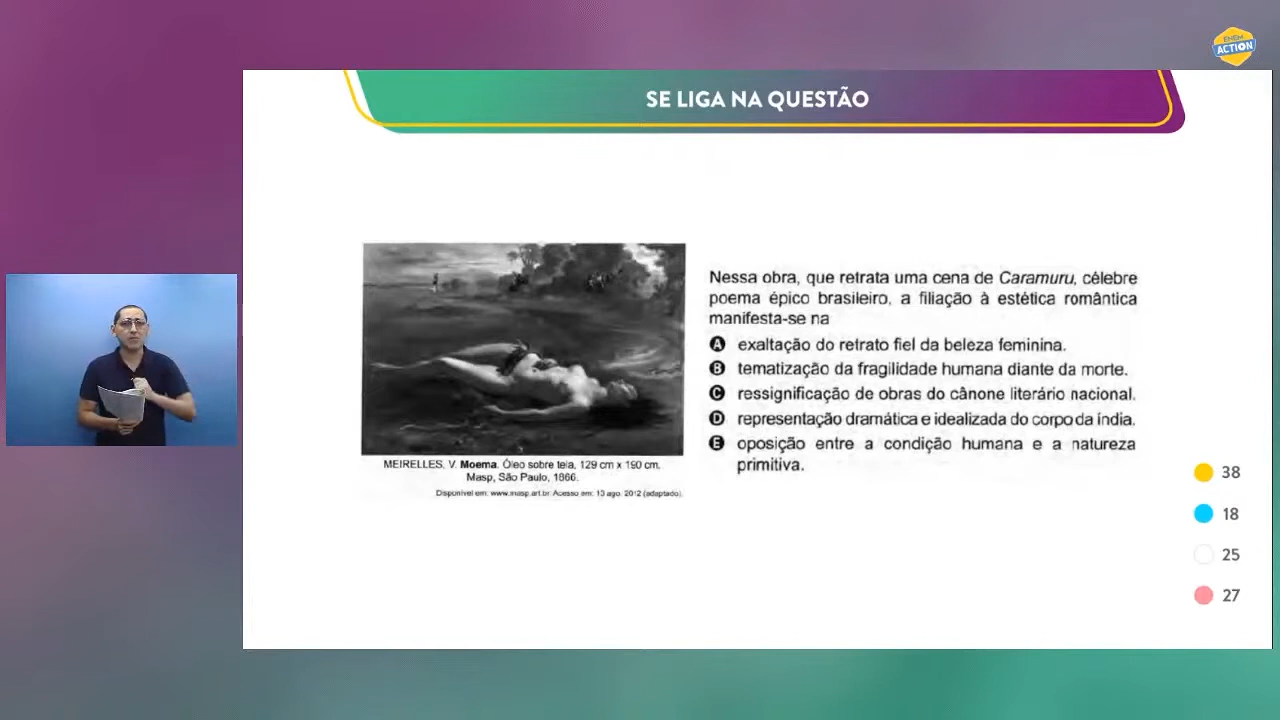 ENEM
ACTION
SE LIGA NA QUESTÃO
MEIRELLES, V. Moema. Óleo sobre tela, 129 cm x 190 cm.
Masp, São Paulo, 1866.
Disponível em: www.masp.art.br. Acesso em: 13 ago. 2012 (adaptado).
Nessa obra, que retrata uma cena de Caramuru, célebre
poema épico brasileiro, a filiação à estética romântica
manifesta-se na
A exaltação do retrato fiel da beleza feminina.
B tematização da fragilidade humana diante da morte.
C ressignificação de obras do cânone literário nacional.
D representação dramática e idealizada do corpo da índia.
E oposição entre a condição humana e a natureza
primitiva.
38
18
25
27